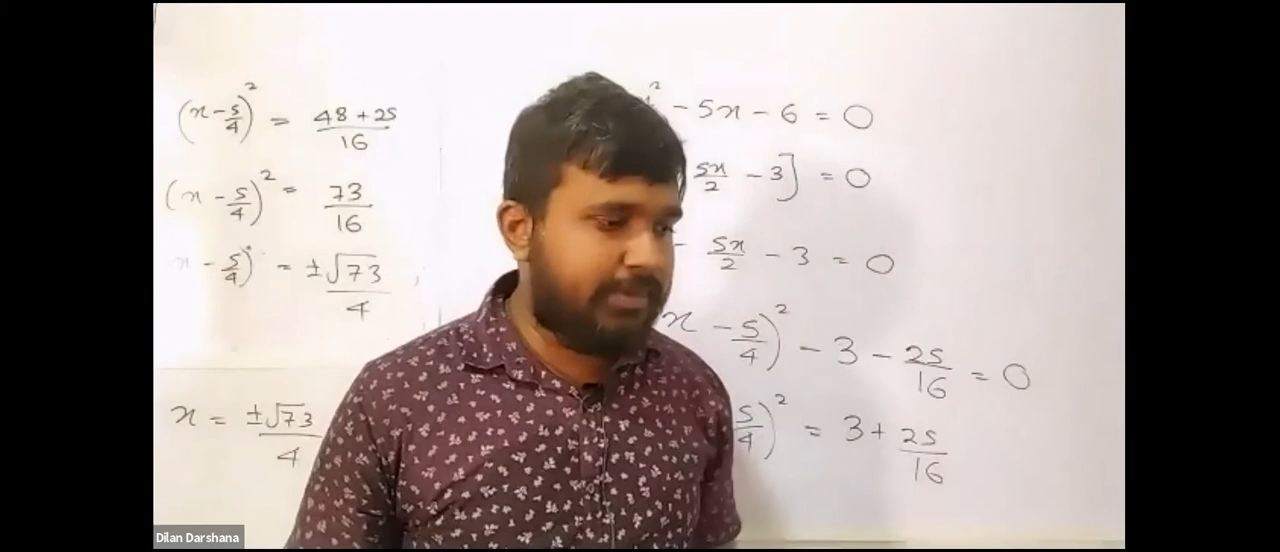 (x - 5/4)² = (48 + 25)/16
(x - 5/4)² = 73/16
x - 5/4) = ±√73/4
x = ±√73/4
² - 5x - 6 = 0
5x/2 - 3] = 0
- 5x/2 - 3 = 0
x - 5/4)² - 3 - 25/16 = 0
5/4)² = 3 + 25/16
Dilan Darshana